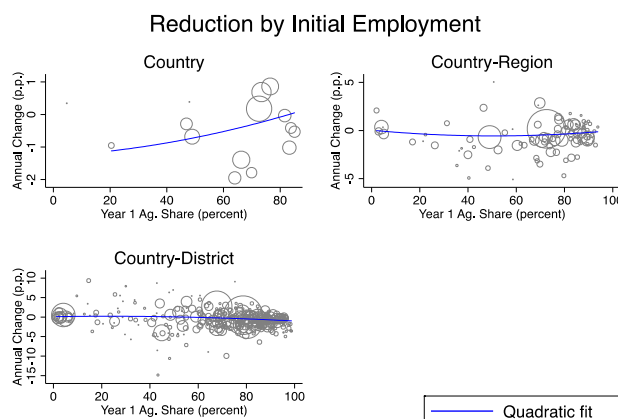 Reduction by Initial Employment
Country
Annual Change (p.p.)
1
0
-1
-2
0 20 40 60 80
Year 1 Ag. Share (percent)
Country-Region
Annual Change (p.p.)
5
0
-5
0 20 40 60 80 100
Year 1 Ag. Share (percent)
Country-District
Annual Change (p.p.)
10
5
0
-5
-10
-15
0 20 40 60 80 100
Year 1 Ag. Share (percent)
Quadratic fit